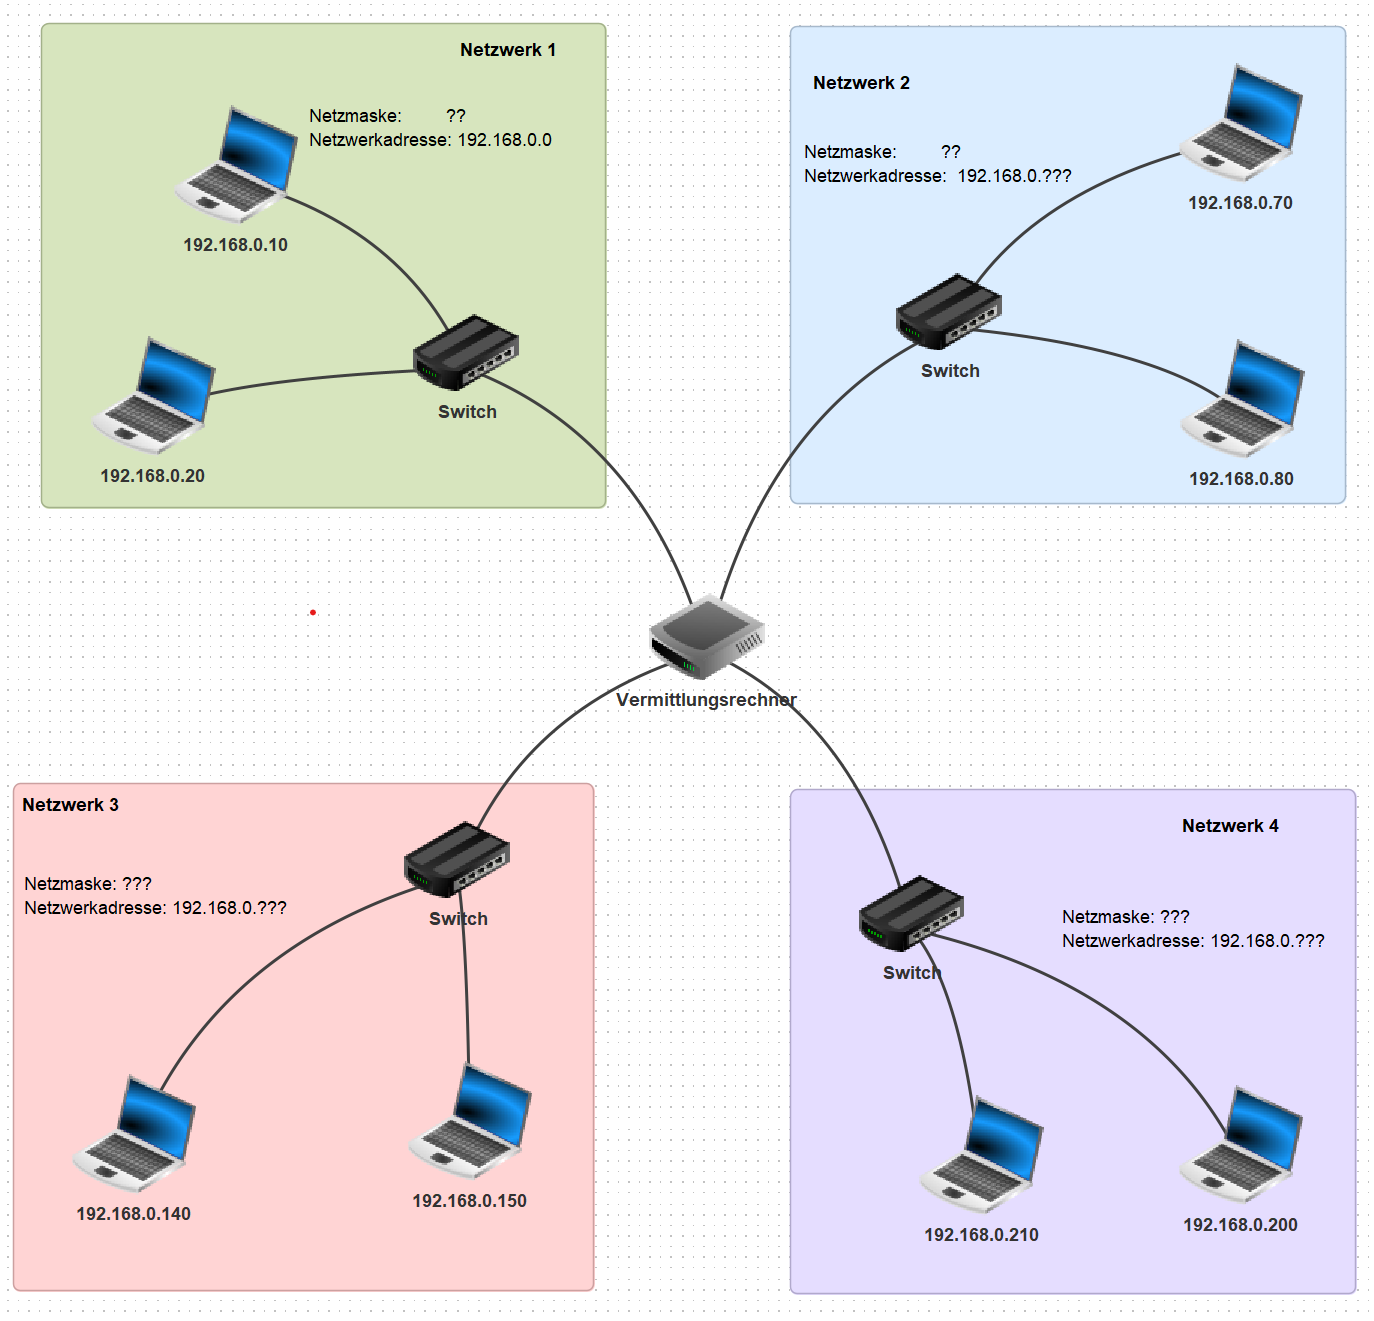 Netzwerk 1
Netzmaske: ??
Netzwerkadresse: 192.168.0.0
192.168.0.10
Switch
192.168.0.20
Netzwerk 2
Netzmaske: ??
Netzwerkadresse: 192.168.0.???
192.168.0.70
Switch
192.168.0.80
Vermittlungsrechner
Netzwerk 3
Netzmaske: ???
Netzwerkadresse: 192.168.0.???
Switch
192.168.0.140
192.168.0.150
Netzwerk 4
Netzmaske: ???
Netzwerkadresse: 192.168.0.???
Switch
192.168.0.210
192.168.0.200